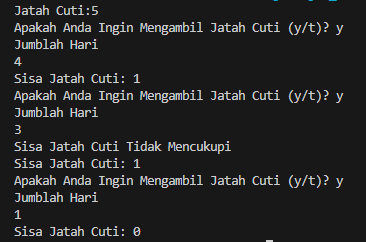 Jatah Cuti:5
Apakah Anda Ingin Mengambil Jatah Cuti (y/t)? y
Jumblah Hari
4
Sisa Jatah Cuti: 1
Apakah Anda Ingin Mengambil Jatah Cuti (y/t)? y
Jumblah Hari
3
Sisa Jatah Cuti Tidak Mencukupi
Sisa Jatah Cuti: 1
Apakah Anda Ingin Mengambil Jatah Cuti (y/t)? y
Jumblah Hari
1
Sisa Jatah Cuti: 0